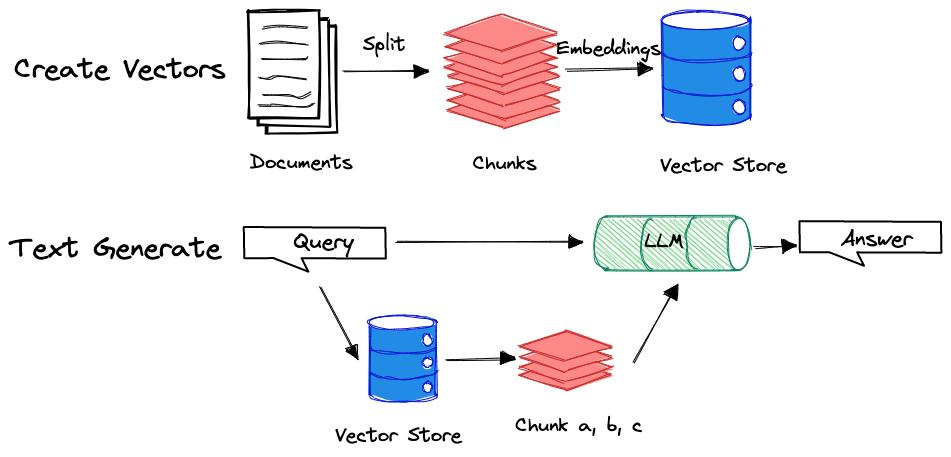 Create Vectors
Split
Embeddings
Documents
Chunks
Vector Store
Text Generate
Query
LLM
Answer
Vector Store
Chunk a, b, c